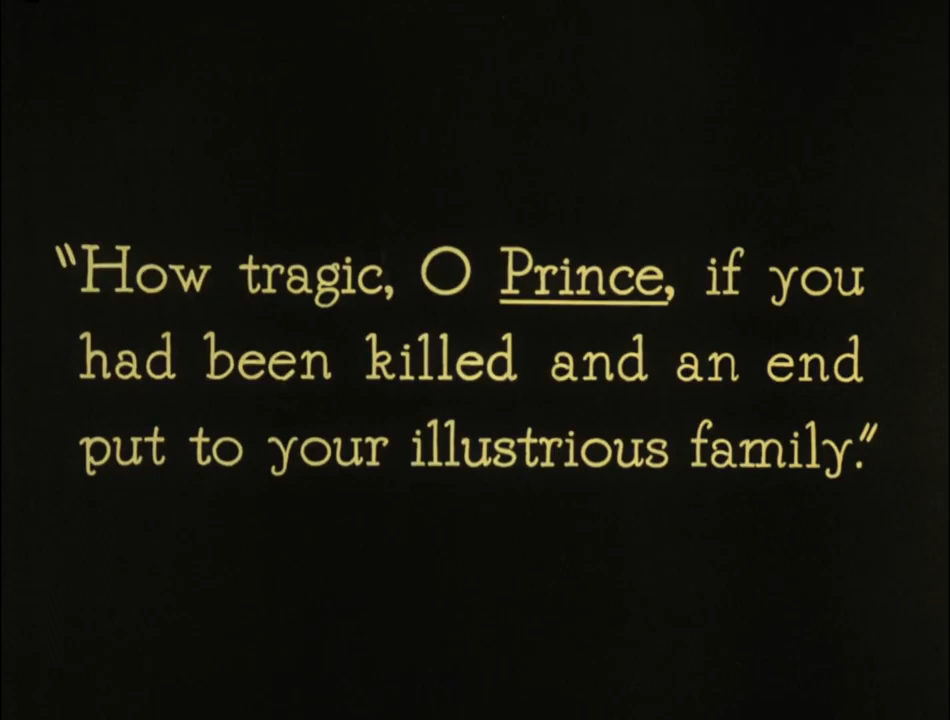 "How tragic, O Prince, if you
had been killed and an end
put to your illustrious family."